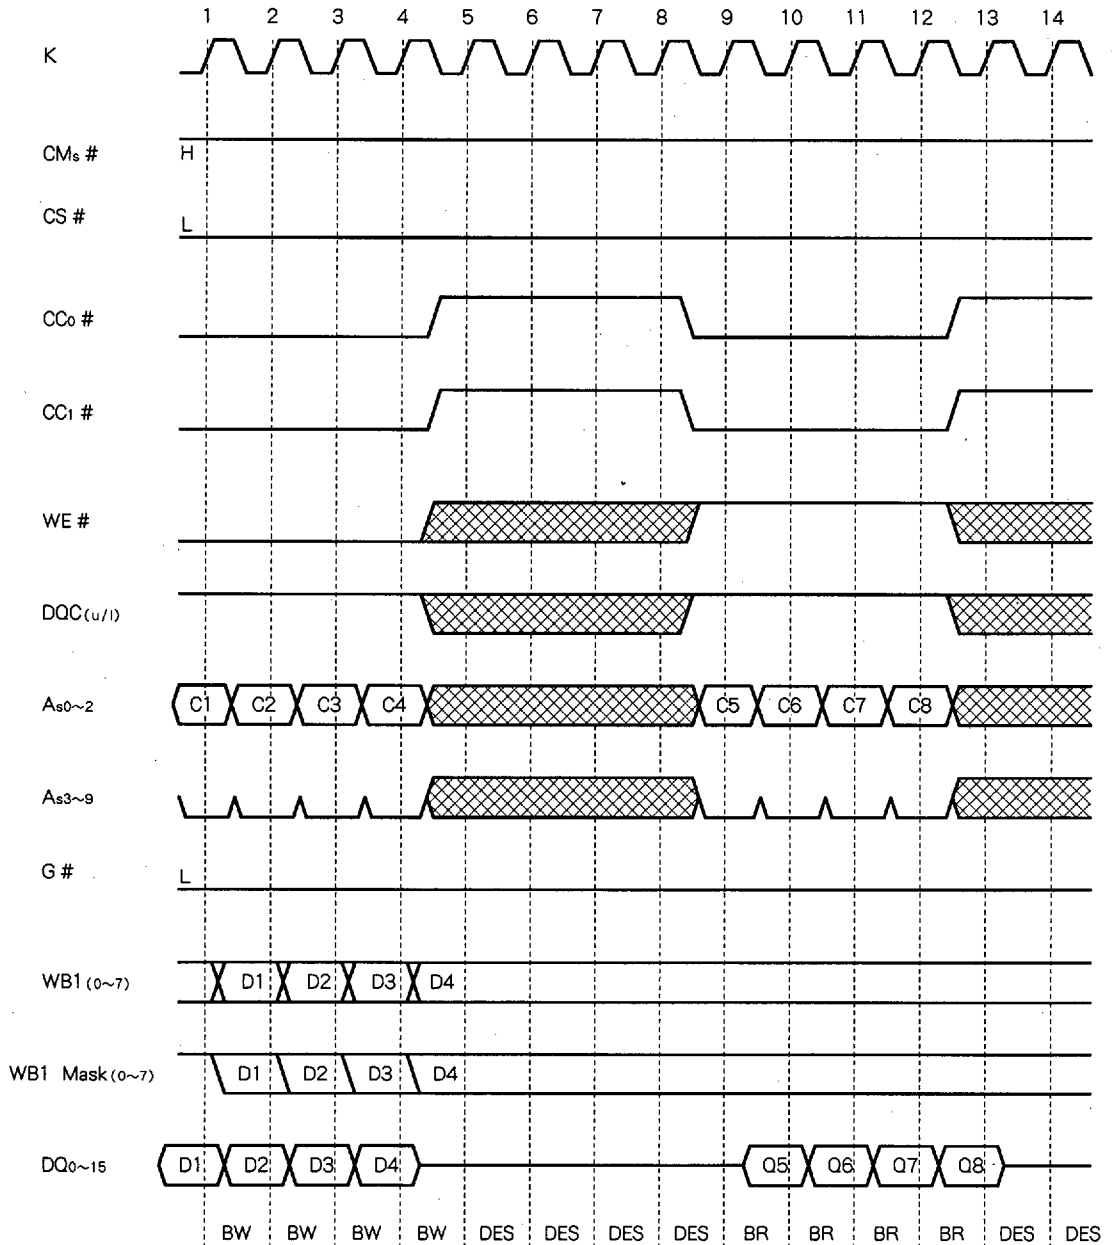 1 2 3 4 5 6 7 8 9 10 11 12 13 14
K
CMs # H
CS # L
CC0 #
CC1 #
WE #
DQC(u/l)
As0~2 C1 C2 C3 C4 C5 C6 C7 C8
As3~9
G # L
WB1 (0~7) D1 D2 D3 D4
WB1 Mask (0~7) D1 D2 D3 D4
DQ0~15 D1 D2 D3 D4 Q5 Q6 Q7 Q8
BW BW BW BW DES DES DES DES BR BR BR BR DES DES